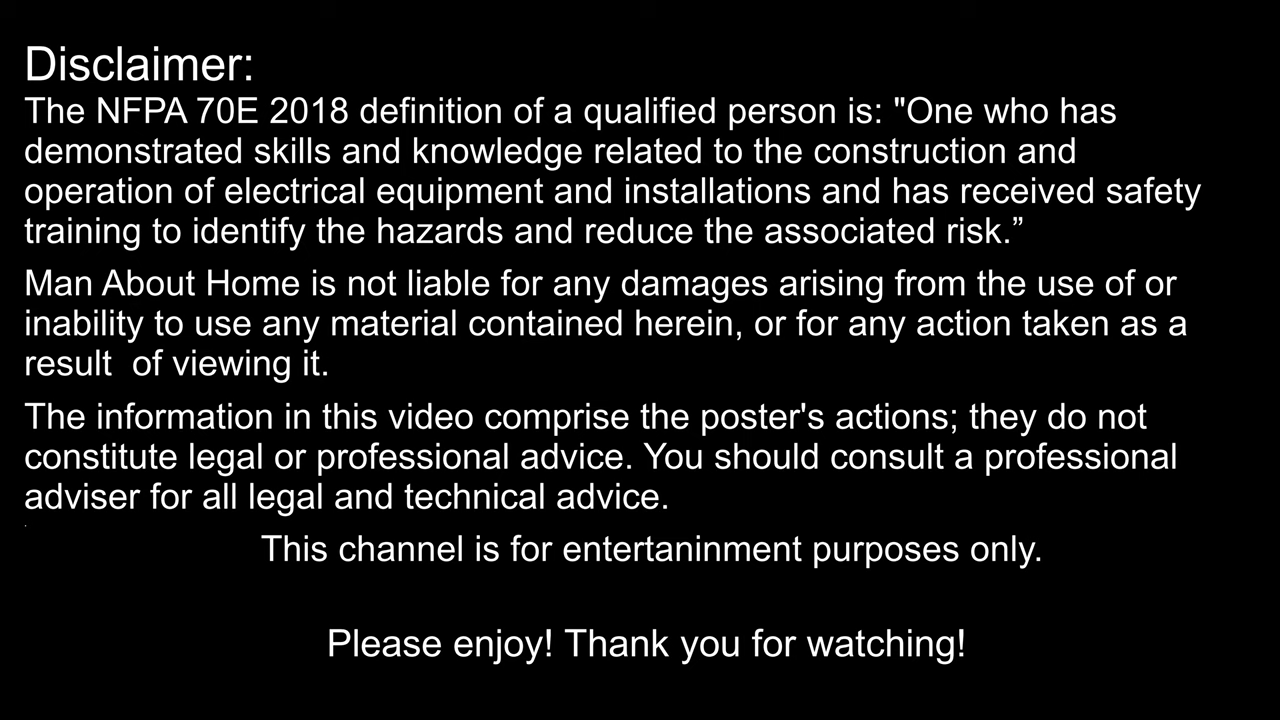 Disclaimer:
The NFPA 70E 2018 definition of a qualified person is: "One who has
demonstrated skills and knowledge related to the construction and
operation of electrical equipment and installations and has received safety
training to identify the hazards and reduce the associated risk.”
Man About Home is not liable for any damages arising from the use of or
inability to use any material contained herein, or for any action taken as a
result  of viewing it.
The information in this video comprise the poster's actions; they do not
constitute legal or professional advice. You should consult a professional
adviser for all legal and technical advice.
.
This channel is for entertaninment purposes only.
Please enjoy! Thank you for watching!